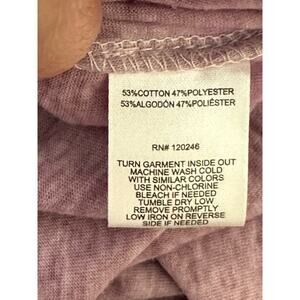 53%COTTON 47%POLYESTER
53%ALGODÓN 47%POLIÉSTER
RN# 120246
TURN GARMENT INSIDE OUT
MACHINE WASH COLD
WITH SIMILAR COLORS
USE NON-CHLORINE
BLEACH IF NEEDED
TUMBLE DRY LOW
REMOVE PROMPTLY
LOW IRON ON REVERSE
SIDE IF NEEDED